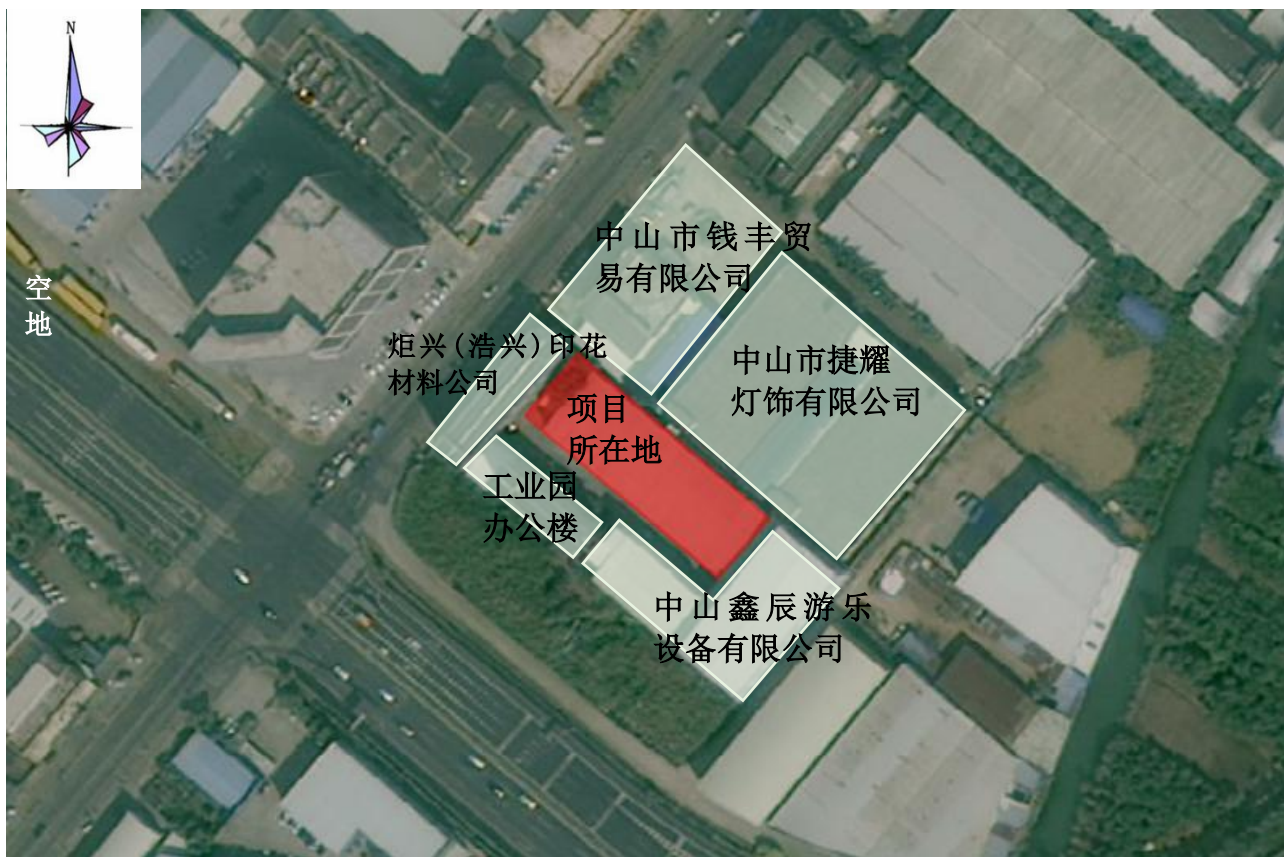 N
中山市钱丰贸
易有限公司
空
地
炬兴(浩兴)印花
材料公司
中山市捷耀
灯饰有限公司
项目
所在地
工业园
办公楼
中山鑫辰游乐
设备有限公司